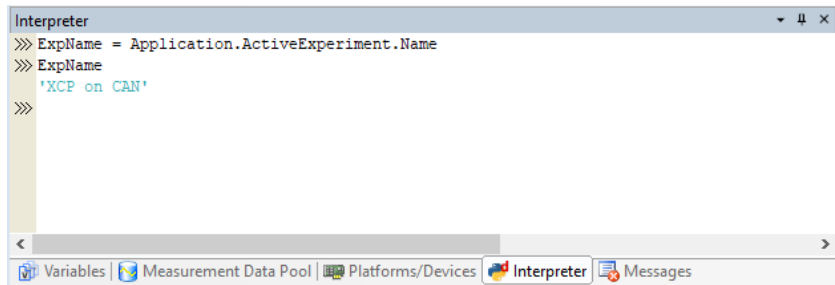 Interpreter
>>> ExpName = Application.ActiveExperiment.Name
>>> ExpName
'XCP on CAN'
>>>
Variables | Measurement Data Pool | Platforms/Devices | Interpreter | Messages